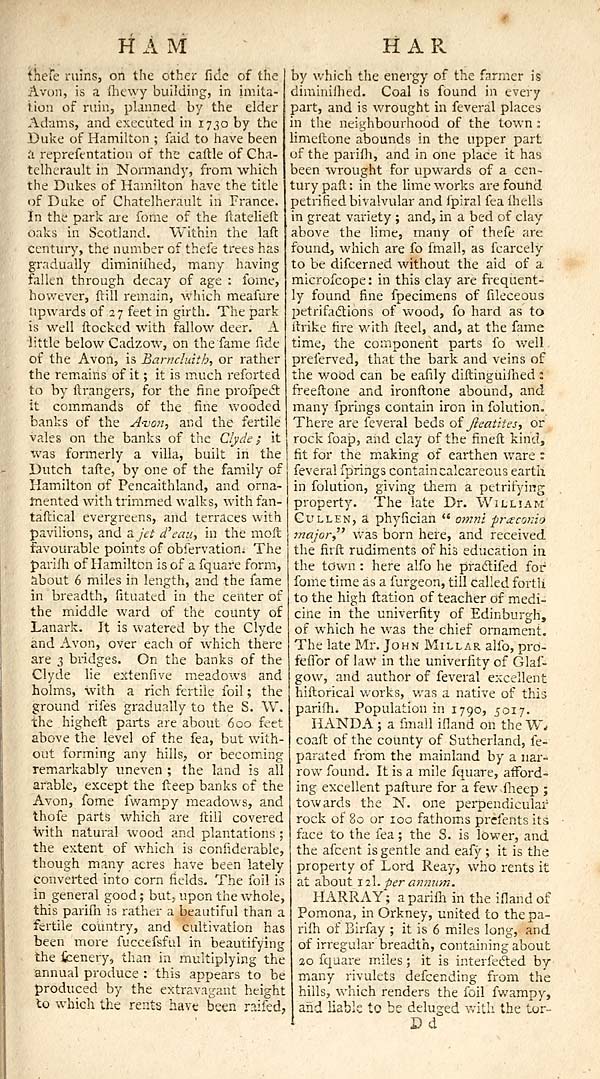 HAM
HAR
theſe ruins, on the other ſide of the
Avon, is a ſhewy building, in imita-
tion of ruin, planned by the elder
Adams, and executed in 1730 by the
Duke of Hamilton ; ſaid to have been
a repreſentation of the caſtle of Cha-
telherault in Normandy, from which
the Dukes of Hamilton have the title
of Duke of Chatelherault in France.
In the park are ſome of the ſtatelieſt
oaks in Scotland. Within the laſt
century, the number of theſe trees has
gradually diminiſhed, many having
fallen through decay of age : ſome,
however, ſtill remain, which meaſure
upwards of 27 feet in girth. The park
is well ſtocked with fallow deer. A
little below Cadzow, on the ſame ſide
of the Avon, is Barncluith, or rather
the remains of it ; it is much reſorted
to by ſtrangers, for the fine proſpect
it commands of the fine wooded
banks of the Avon, and the fertile
vales on the banks of the Clyde ; it
was formerly a villa, built in the
Dutch taſte, by one of the family of
Hamilton of Pencaithland, and orna-
mented with trimmed walks, with fan-
taſtical evergreens, and terraces with
pavilions, and a jet d'eau, in the moſt
favourable points of obſervation. The
pariſh of Hamilton is of a ſquare form,
about 6 miles in length, and the ſame
in breadth, ſituated in the center of
the middle ward of the county of
Lanark. It is watered by the Clyde
and Avon, over each of which there
are 3 bridges. On the banks of the
Clyde lie extenſive meadows and
holms, with a rich fertile ſoil ; the
ground riſes gradually to the S. W.
the higheſt parts are about 600 feet
above the level of the ſea, but with-
out forming any hills, or becoming
remarkably uneven ; the land is all
arable, except the ſteep banks of the
Avon, ſome ſwampy meadows, and
thoſe parts which are ſtill covered
with natural wood and plantations ;
the extent of which is conſiderable,
though many acres have been lately
converted into corn fields. The ſoil is
in general good ; but, upon the whole,
this pariſh is rather a beautiful than a
fertile country, and cultivation has
been more ſucceſsful in beautifying
the ſcenery, than in multiplying the
annual produce : this appears to be
produced by the extravagant height
to which the rents have been raiſed,
by which the energy of the farmer is
diminiſhed. Coal is found in every
part, and is wrought in ſeveral places
in the neighbourhood of the town :
limeſtone abounds in the upper part
of the pariſh, and in one place it has
been wrought for upwards of a cen-
tury paſt : in the lime works are found
petrified bivalvular and ſpiral ſea ſhells
in great variety ; and, in a bed of clay
above the lime, many of theſe are
found, which are ſo ſmall, as ſcarcely
to be diſcerned without the aid of a
microſcope : in this clay are frequent-
ly found fine ſpecimens of ſileceous
petrifactions of wood, ſo hard as to
ſtrike fire with ſteel, and, at the ſame
time, the component parts ſo well
preſerved, that the bark and veins of
the wood can be eaſily diſtinguiſhed :
freeſtone and ironſtone abound, and
many ſprings contain iron in ſolution.
There are ſeveral beds of ſteatites, or
rock ſoap, and clay of the fineſt kind,
fit for the making of earthen ware :
ſeveral ſprings contain calcareous earth
in ſolution, giving them a petrifying
property. The late Dr. WILLIAM
CULLEN, a phyſician " omni præconio
major," was born here, and received
the firſt rudiments of his education in
the town : here alſo he practiſed for
ſome time as a ſurgeon, till called forth
to the high ſtation of teacher of medi-
cine in the univerſity of Edinburgh,
of which he was the chief ornament.
The late Mr. JOHN MILLAR alſo, pro-
feſſor of law in the univerſity of Glaſ-
gow, and author of ſeveral excellent
hiſtorical works, was a native of this
pariſh. Population in 1790, 5017.
HANDA ; a ſmall iſland on the W.
coaſt of the county of Sutherland, ſe-
parated from the mainland by a nar-
row ſound. It is a mile ſquare, afford-
ing excellent paſture for a few ſheep ;
towards the N. one perpendicular
rock of 80 or 100 fathoms preſents its
face to the ſea ; the S. is lower, and
the aſcent is gentle and eaſy ; it is the
property of Lord Reay, who rents it
at about 12l. per annum.
HARRAY ; a pariſh in the iſland of
Pomona, in Orkney, united to the pa-
riſh of Birſay ; it is 6 miles long, and
of irregular breadth, containing about
20 ſquare miles ; it is interſected by
many rivulets deſcending from the
hills, which renders the ſoil ſwampy,
and liable to be deluged with the tor-
D d